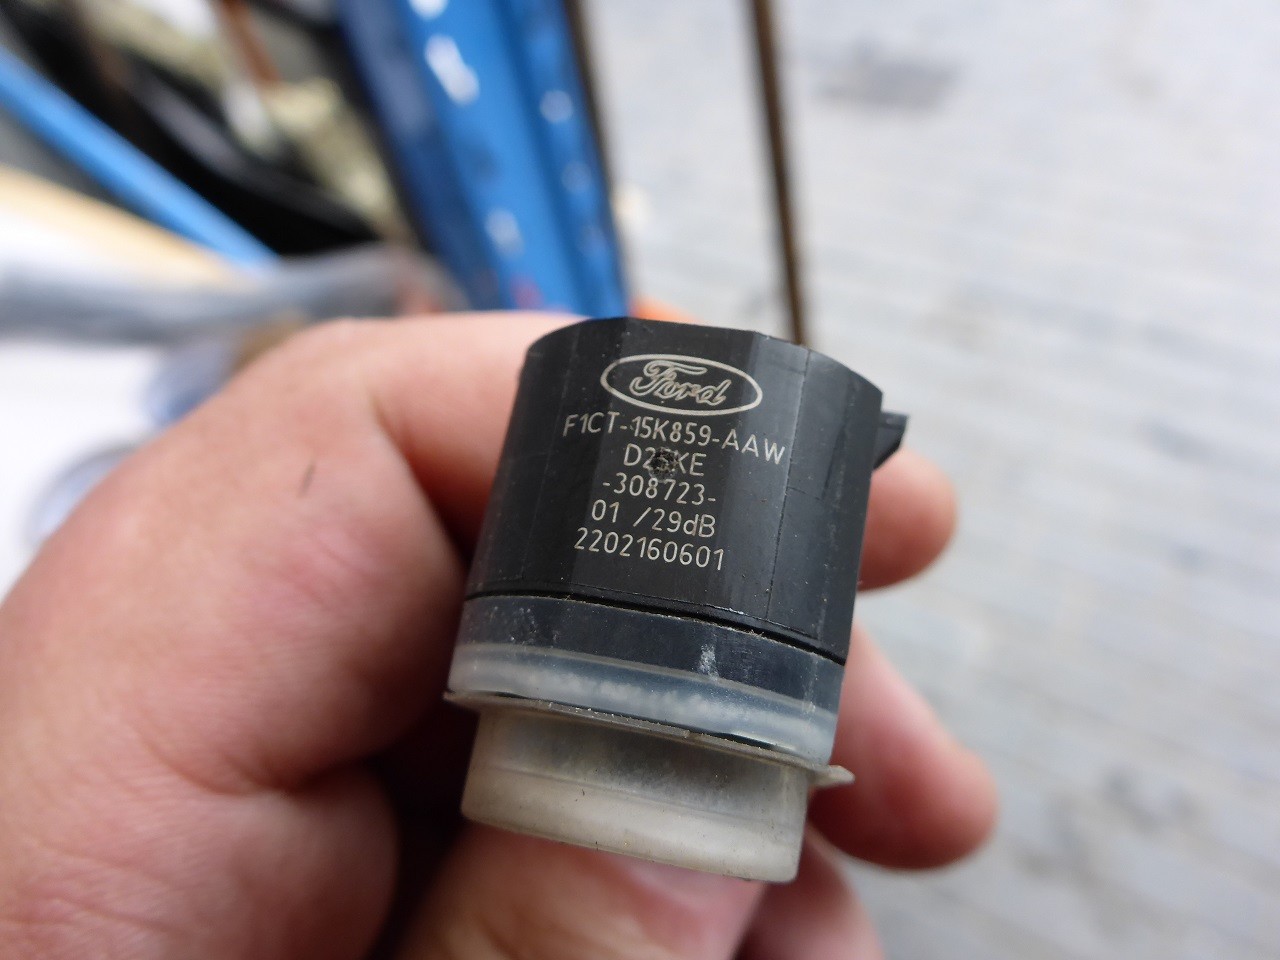 Ford
F1CT-15K859-AAW
-308723-
01 /29dB
2202160601